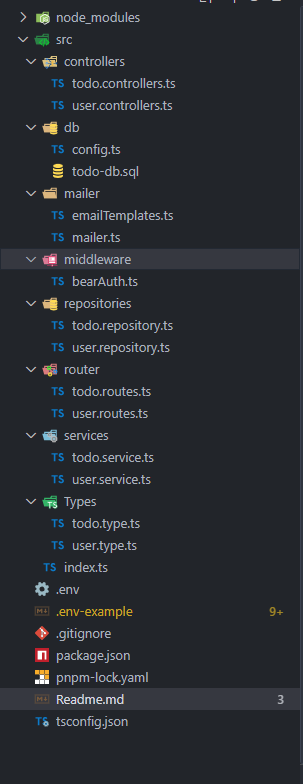 node_modules
src
controllers
TS todo.controllers.ts
TS user.controllers.ts
db
TS config.ts
todo-db.sql
mailer
TS emailTemplates.ts
TS mailer.ts
middleware
TS bearAuth.ts
repositories
TS todo.repository.ts
TS user.repository.ts
router
TS todo.routes.ts
TS user.routes.ts
services
TS todo.service.ts
TS user.service.ts
TS Types
TS todo.type.ts
TS user.type.ts
TS index.ts
.env
.env-example 9+
.gitignore
package.json
pnpm-lock.yaml
Readme.md 3
TS tsconfig.json